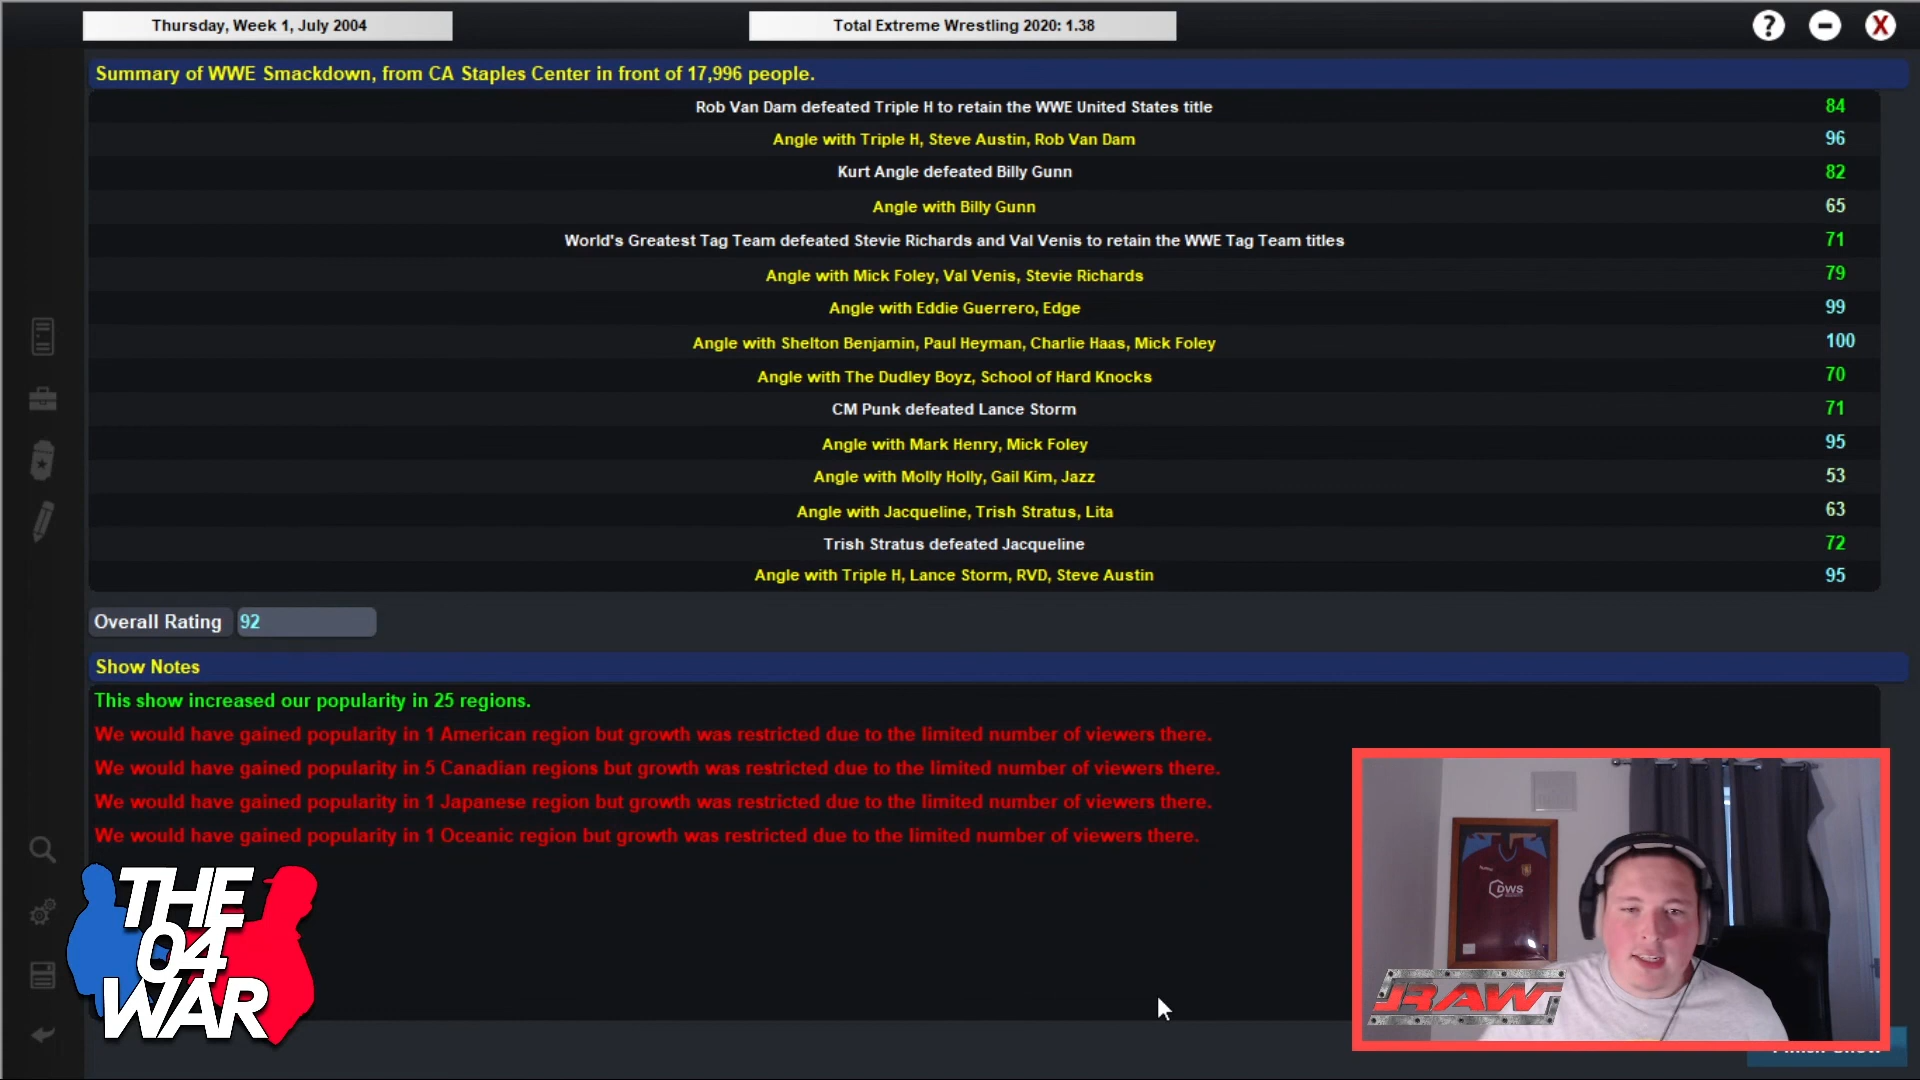 Thursday, Week 1, July 2004
Total Extreme Wrestling 2020: 1.38
?
X
Summary of WWE Smackdown, from CA Staples Center in front of 17,996 people.
Rob Van Dam defeated Triple H to retain the WWE United States title 84
Angle with Triple H, Steve Austin, Rob Van Dam 96
Kurt Angle defeated Billy Gunn 82
Angle with Billy Gunn 65
World's Greatest Tag Team defeated Stevie Richards and Val Venis to retain the WWE Tag Team titles 71
Angle with Mick Foley, Val Venis, Stevie Richards 79
Angle with Eddie Guerrero, Edge 99
Angle with Shelton Benjamin, Paul Heyman, Charlie Haas, Mick Foley 100
Angle with The Dudley Boyz, School of Hard Knocks 70
CM Punk defeated Lance Storm 71
Angle with Mark Henry, Mick Foley 95
Angle with Molly Holly, Gail Kim, Jazz 53
Angle with Jacqueline, Trish Stratus, Lita 63
Trish Stratus defeated Jacqueline 72
Angle with Triple H, Lance Storm, RVD, Steve Austin 95
Overall Rating 92
Show Notes
This show increased our popularity in 25 regions.
We would have gained popularity in 1 American region but growth was restricted due to the limited number of viewers there.
We would have gained popularity in 5 Canadian regions but growth was restricted due to the limited number of viewers there.
We would have gained popularity in 1 Japanese region but growth was restricted due to the limited number of viewers there.
We would have gained popularity in 1 Oceanic region but growth was restricted due to the limited number of viewers there.
THE
04
WAR
DWS
RAW